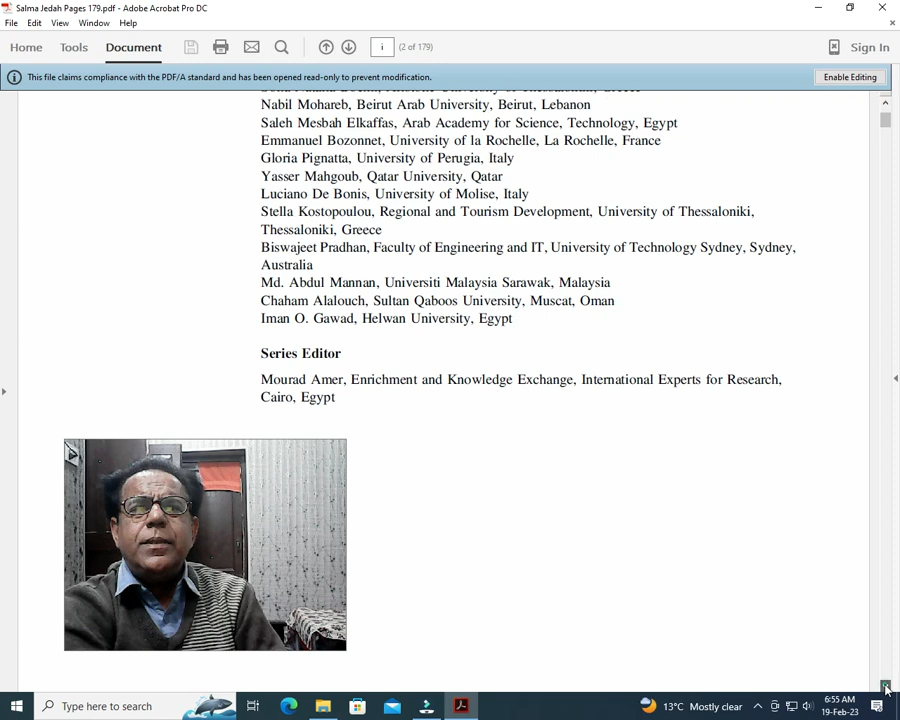 Salma Jedah Pages 179.pdf - Adobe Acrobat Pro DC
File Edit View Window Help
Home Tools Document i (2 of 179) Sign In
This file claims compliance with the PDF/A standard and has been opened read-only to prevent modification. Enable Editing
Nabil Mohareb, Beirut Arab University, Beirut, Lebanon
Saleh Mesbah Elkaffas, Arab Academy for Science, Technology, Egypt
Emmanuel Bozonnet, University of la Rochelle, La Rochelle, France
Gloria Pignatta, University of Perugia, Italy
Yasser Mahgoub, Qatar University, Qatar
Luciano De Bonis, University of Molise, Italy
Stella Kostopoulou, Regional and Tourism Development, University of Thessaloniki,
Thessaloniki, Greece
Biswajeet Pradhan, Faculty of Engineering and IT, University of Technology Sydney, Sydney,
Australia
Md. Abdul Mannan, Universiti Malaysia Sarawak, Malaysia
Chaham Alalouch, Sultan Qaboos University, Muscat, Oman
Iman O. Gawad, Helwan University, Egypt
Series Editor
Mourad Amer, Enrichment and Knowledge Exchange, International Experts for Research,
Cairo, Egypt
Type here to search 13°C Mostly clear 6:55 AM
19-Feb-23